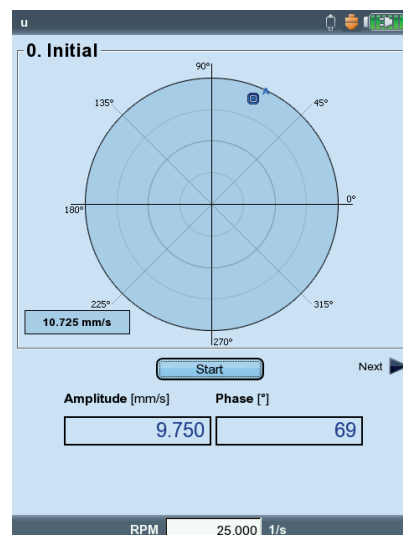 u
0. Initial
90°
135°
45°
180°
0°
225°
315°
10.725 mm/s
270°
Start
Next
Amplitude [mm/s]
Phase [°]
9.750
69
RPM 25.000 1/s